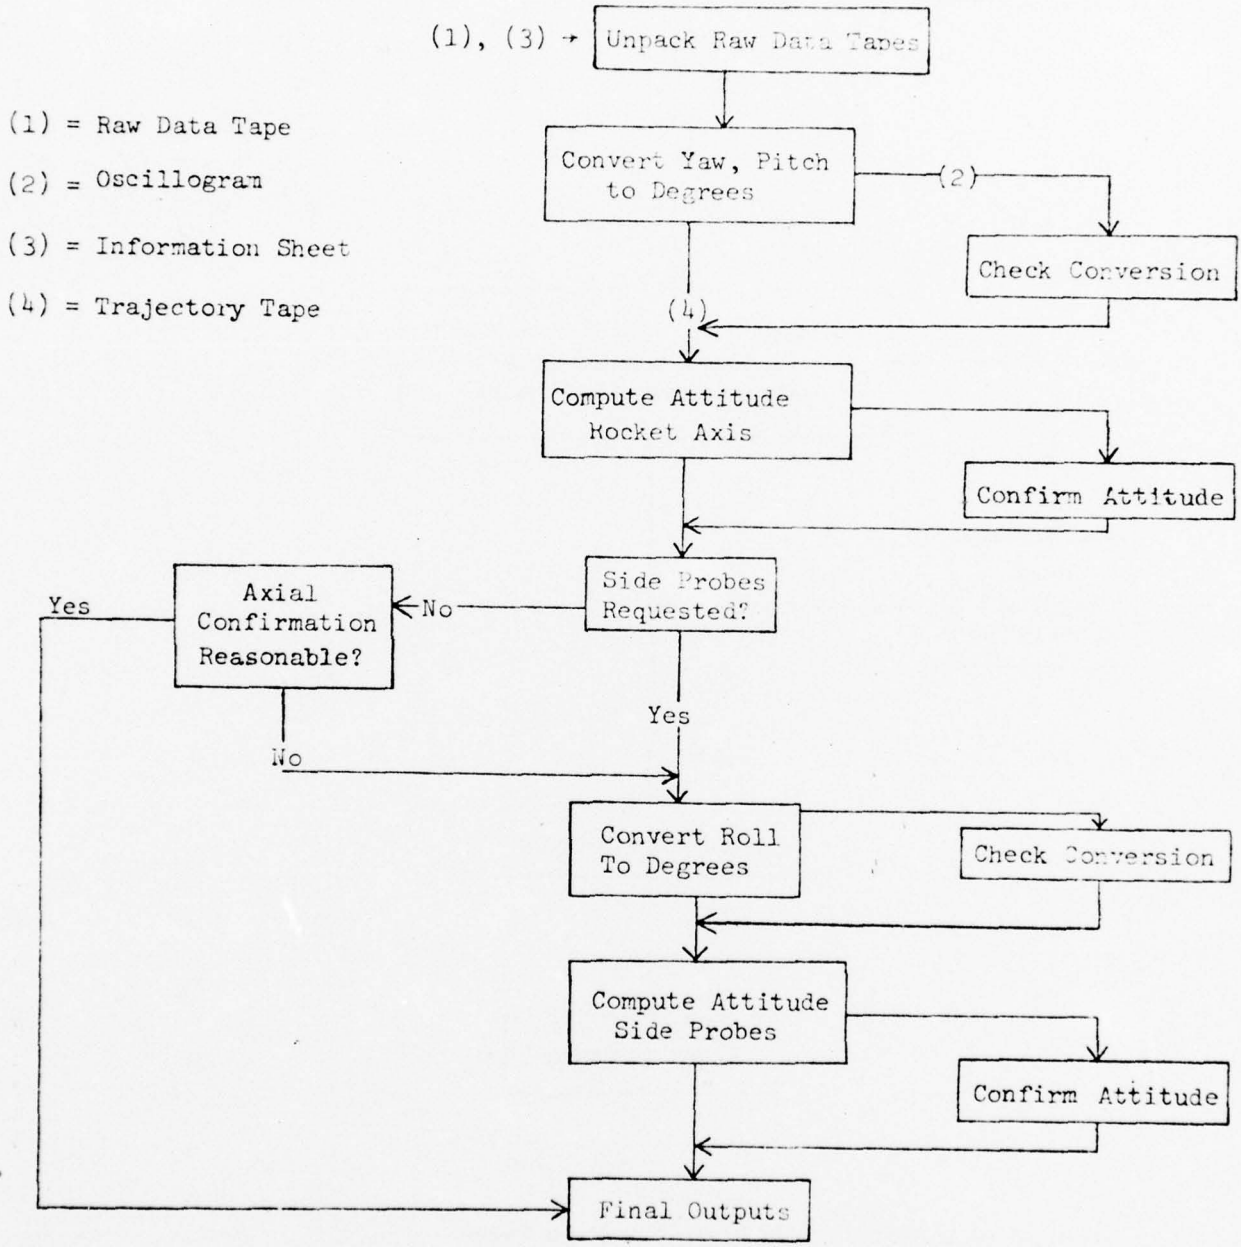 (1), (3) → Unpack Raw Data Tapes
(1) = Raw Data Tape
(2) = Oscillogram
(3) = Information Sheet
(4) = Trajectory Tape
Convert Yaw, Pitch
to Degrees
(2)
Check Conversion
(4)
Compute Attitude
Rocket Axis
Confirm Attitude
Side Probes
Requested?
No
Axial
Confirmation
Reasonable?
Yes
No
Yes
Convert Roll
To Degrees
Check Conversion
Compute Attitude
Side Probes
Confirm Attitude
Final Outputs